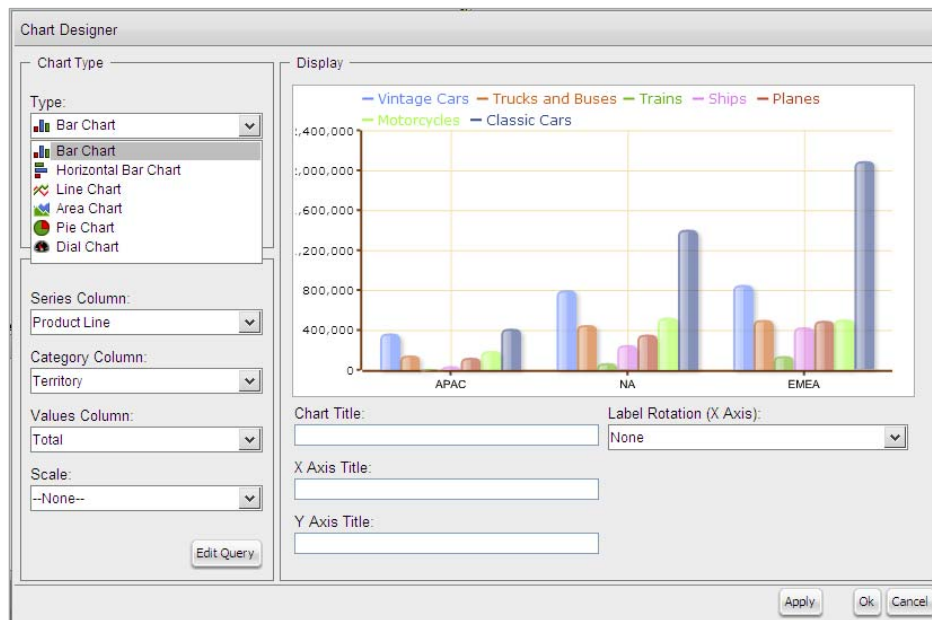 Chart Designer
Chart Type
Type:
Bar Chart
Bar Chart
Horizontal Bar Chart
Line Chart
Area Chart
Pie Chart
Dial Chart
Series Column:
Product Line
Category Column:
Territory
Values Column:
Total
Scale:
--None--
Edit Query
Display
Vintage Cars Trucks and Buses Trains Ships Planes
Motorcycles Classic Cars
,400,000
,000,000
,600,000
,200,000
800,000
400,000
0
APAC NA EMEA
Chart Title:
Label Rotation (X Axis):
None
X Axis Title:
Y Axis Title:
Apply Ok Cancel